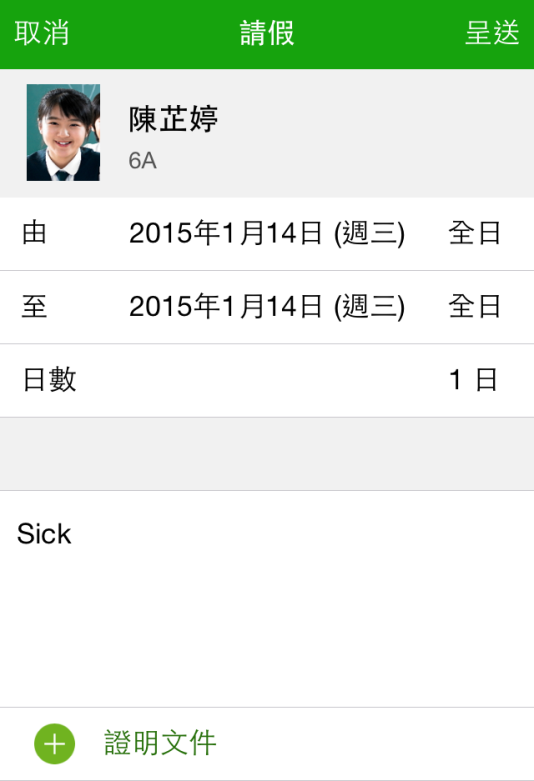 取消 請假 呈送
陳芷婷
6A
由 2015年1月14日 (週三) 全日
至 2015年1月14日 (週三) 全日
日數 1 日
Sick
證明文件